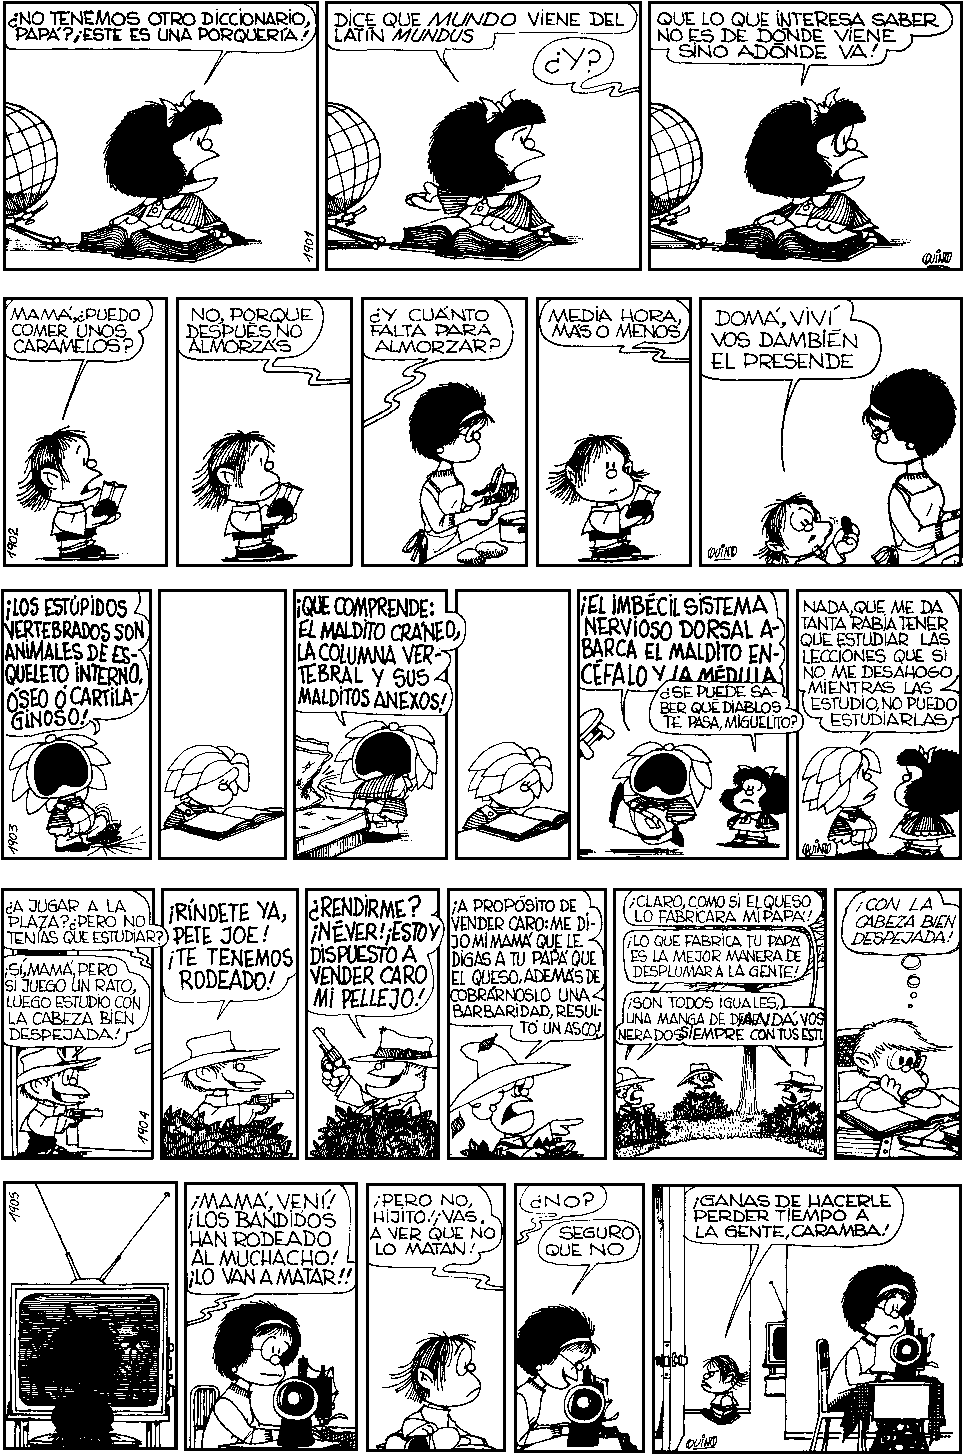 ¿NO TENEMOS OTRO DICCIONARIO,
PAPÁ? ¡ESTE ES UNA PORQUERÍA!
1901
DICE QUE MUNDO VIENE DEL
LATÍN MUNDUS
¿Y?
QUE LO QUE INTERESA SABER
NO ES DE DÓNDE VIENE
SINO ADÓNDE VA!
QUINO
MAMÁ, ¿PUEDO
COMER UNOS
CARAMELOS?
1902
NO, PORQUE
DESPUÉS NO
ALMORZÁS
¿Y CUÁNTO
FALTA PARA
ALMORZAR?
MEDIA HORA,
MÁS O MENOS
DOMÁ, VIVÍ
VOS DAMBIÉN
EL PRESENDE
QUINO
¡LOS ESTÚPIDOS
VERTEBRADOS SON
ANIMALES DE ES-
QUELETO INTERNO,
ÓSEO Ó CARTILA-
GINOSO!
1903
¡QUE COMPRENDE:
EL MALDITO CRÁNEO,
LA COLUMNA VER-
TEBRAL Y SUS
MALDITOS ANEXOS!
¡EL IMBÉCIL SISTEMA
NERVIOSO DORSAL A-
BARCA EL MALDITO EN-
CÉFALO Y LA MÉDULA
¿SE PUEDE SA-
BER QUE DIABLOS
TE PASA, MIGUELITO?
NADA, QUE ME DA
TANTA RABIA TENER
QUE ESTUDIAR LAS
LECCIONES QUE SI
NO ME DESAHOGO
MIENTRAS LAS
ESTUDIO, NO PUEDO
ESTUDIARLAS
QUINO
¿A JUGAR A LA
PLAZA? ¿PERO NO
TENÍAS QUE ESTUDIAR?
¡SÍ, MAMÁ, PERO
SI JUEGO UN RATO,
LUEGO ESTUDIO CON
LA CABEZA BIEN
DESPEJADA!
1904
¡RÍNDETE YA,
PETE JOE!
¡TE TENEMOS
RODEADO!
¿RENDIRME?
¡NÉVER! ¡ESTOY
DISPUESTO A
VENDER CARO
MI PELLEJO!
¡A PROPÓSITO DE
VENDER CARO: ME DI-
JO MI MAMÁ QUE LE
DIGAS A TU PAPÁ QUE
EL QUESO, ADEMÁS DE
COBRÁRNOSLO UNA
BARBARIDAD, RESUL-
TÓ UN ASCO!
¡CLARO, COMO SI EL QUESO
LO FABRICARA MI PAPÁ!
¡LO QUE FABRICA TU PAPÁ
ES LA MEJOR MANERA DE
DESPLUMAR A LA GENTE!
¡SON TODOS IGUALES,
UNA MANGA DE
NERADOS
¡ANDÁ, VOS
SIEMPRE CON TUS
¡CON LA
CABEZA BIEN
DESPEJADA!
1905
¡MAMÁ, VENÍ!
¡LOS BANDIDOS
HAN RODEADO
AL MUCHACHO!
¡LO VAN A MATAR!!
¡PERO NO,
HIJITO! ¡VAS
A VER QUE NO
LO MATAN!
¿NO?
SEGURO
QUE NO
¡GANAS DE HACERLE
PERDER TIEMPO A
LA GENTE, CARAMBA!
QUINO